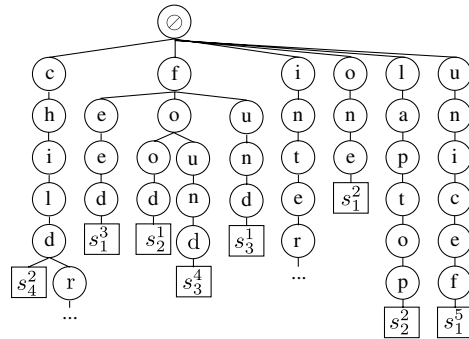 ∅
c f i o l u
h e o u n n a n
i e o u n t e p i
l d d n d e s_1^2 t c
d s_1^3 s_2^1 d s_3^1 r o e
s_4^2 r s_3^4 ... p f
... s_2^2 s_1^5